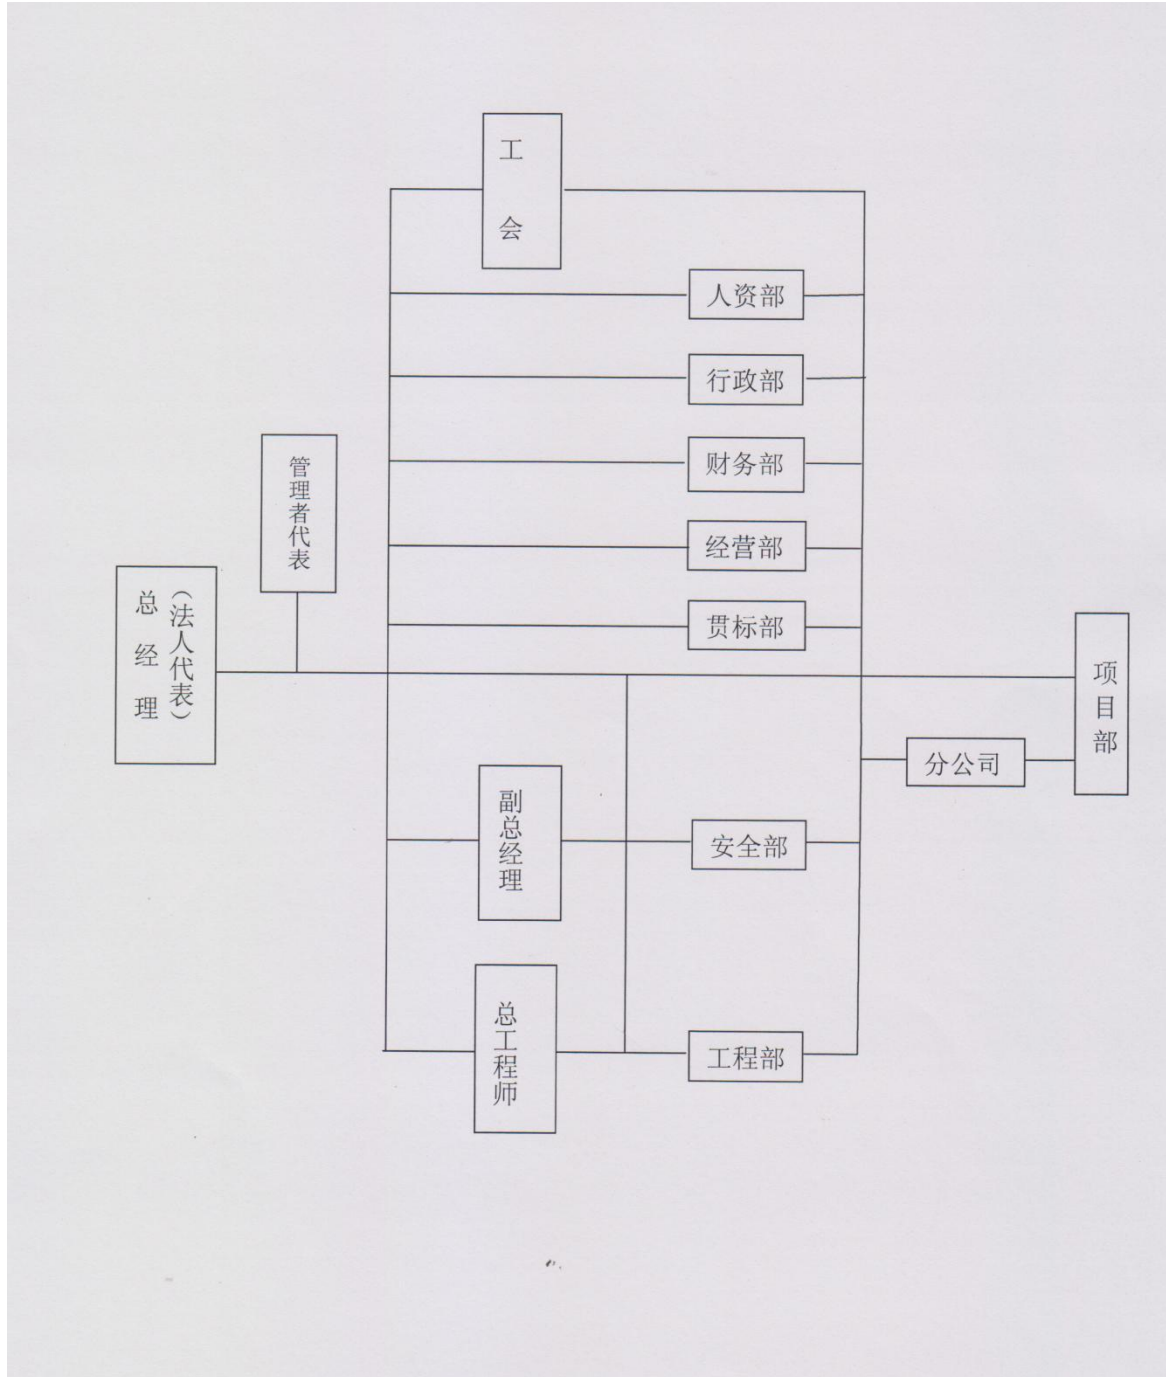 总经理
（法人代表）
管理者代表
工会
副总经理
总工程师
人资部
行政部
财务部
经营部
贯标部
安全部
工程部
分公司
项目部